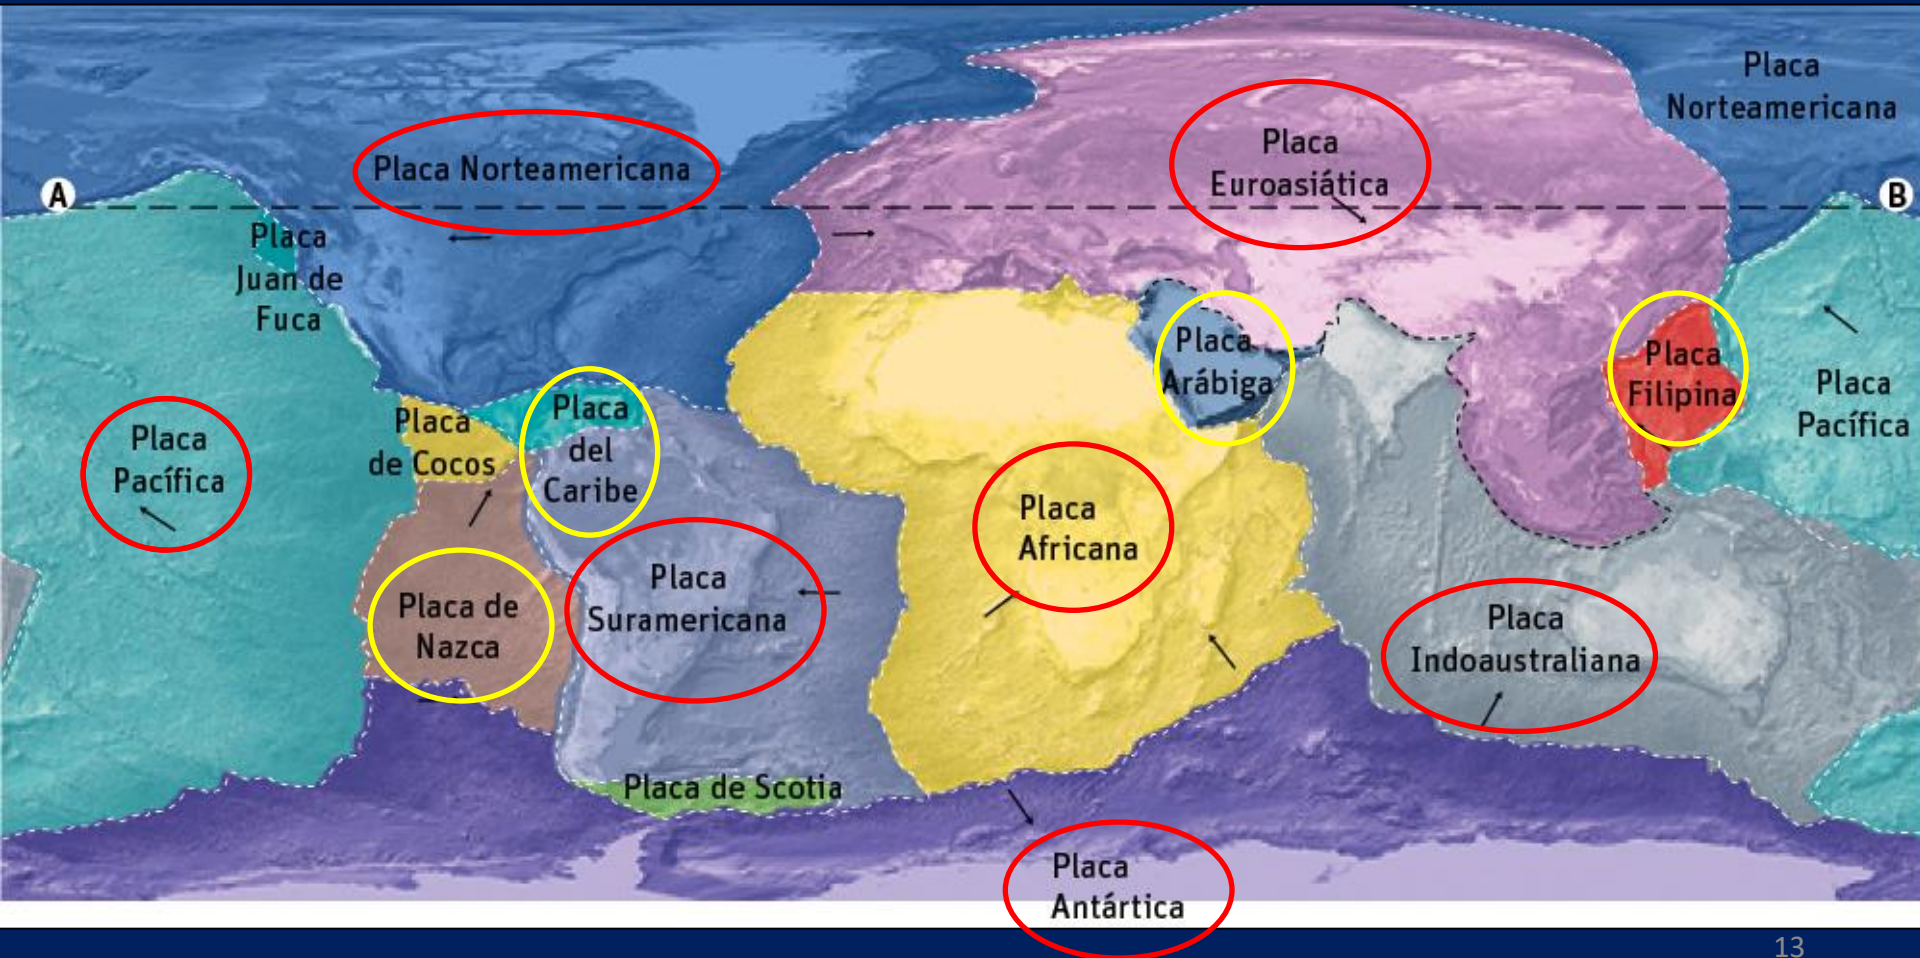 Placa
Norteamericana
Placa
Euroasiática
Placa Norteamericana
A
B
Placa
Juan de
Fuca
Placa
Arábiga
Placa
Filipina
Placa
Pacífica
Placa
de Cocos
Placa
del
Caribe
Placa
Pacífica
Placa
Africana
Placa de
Nazca
Placa
Suramericana
Placa
Indoaustraliana
Placa de Scotia
Placa
Antártica
13